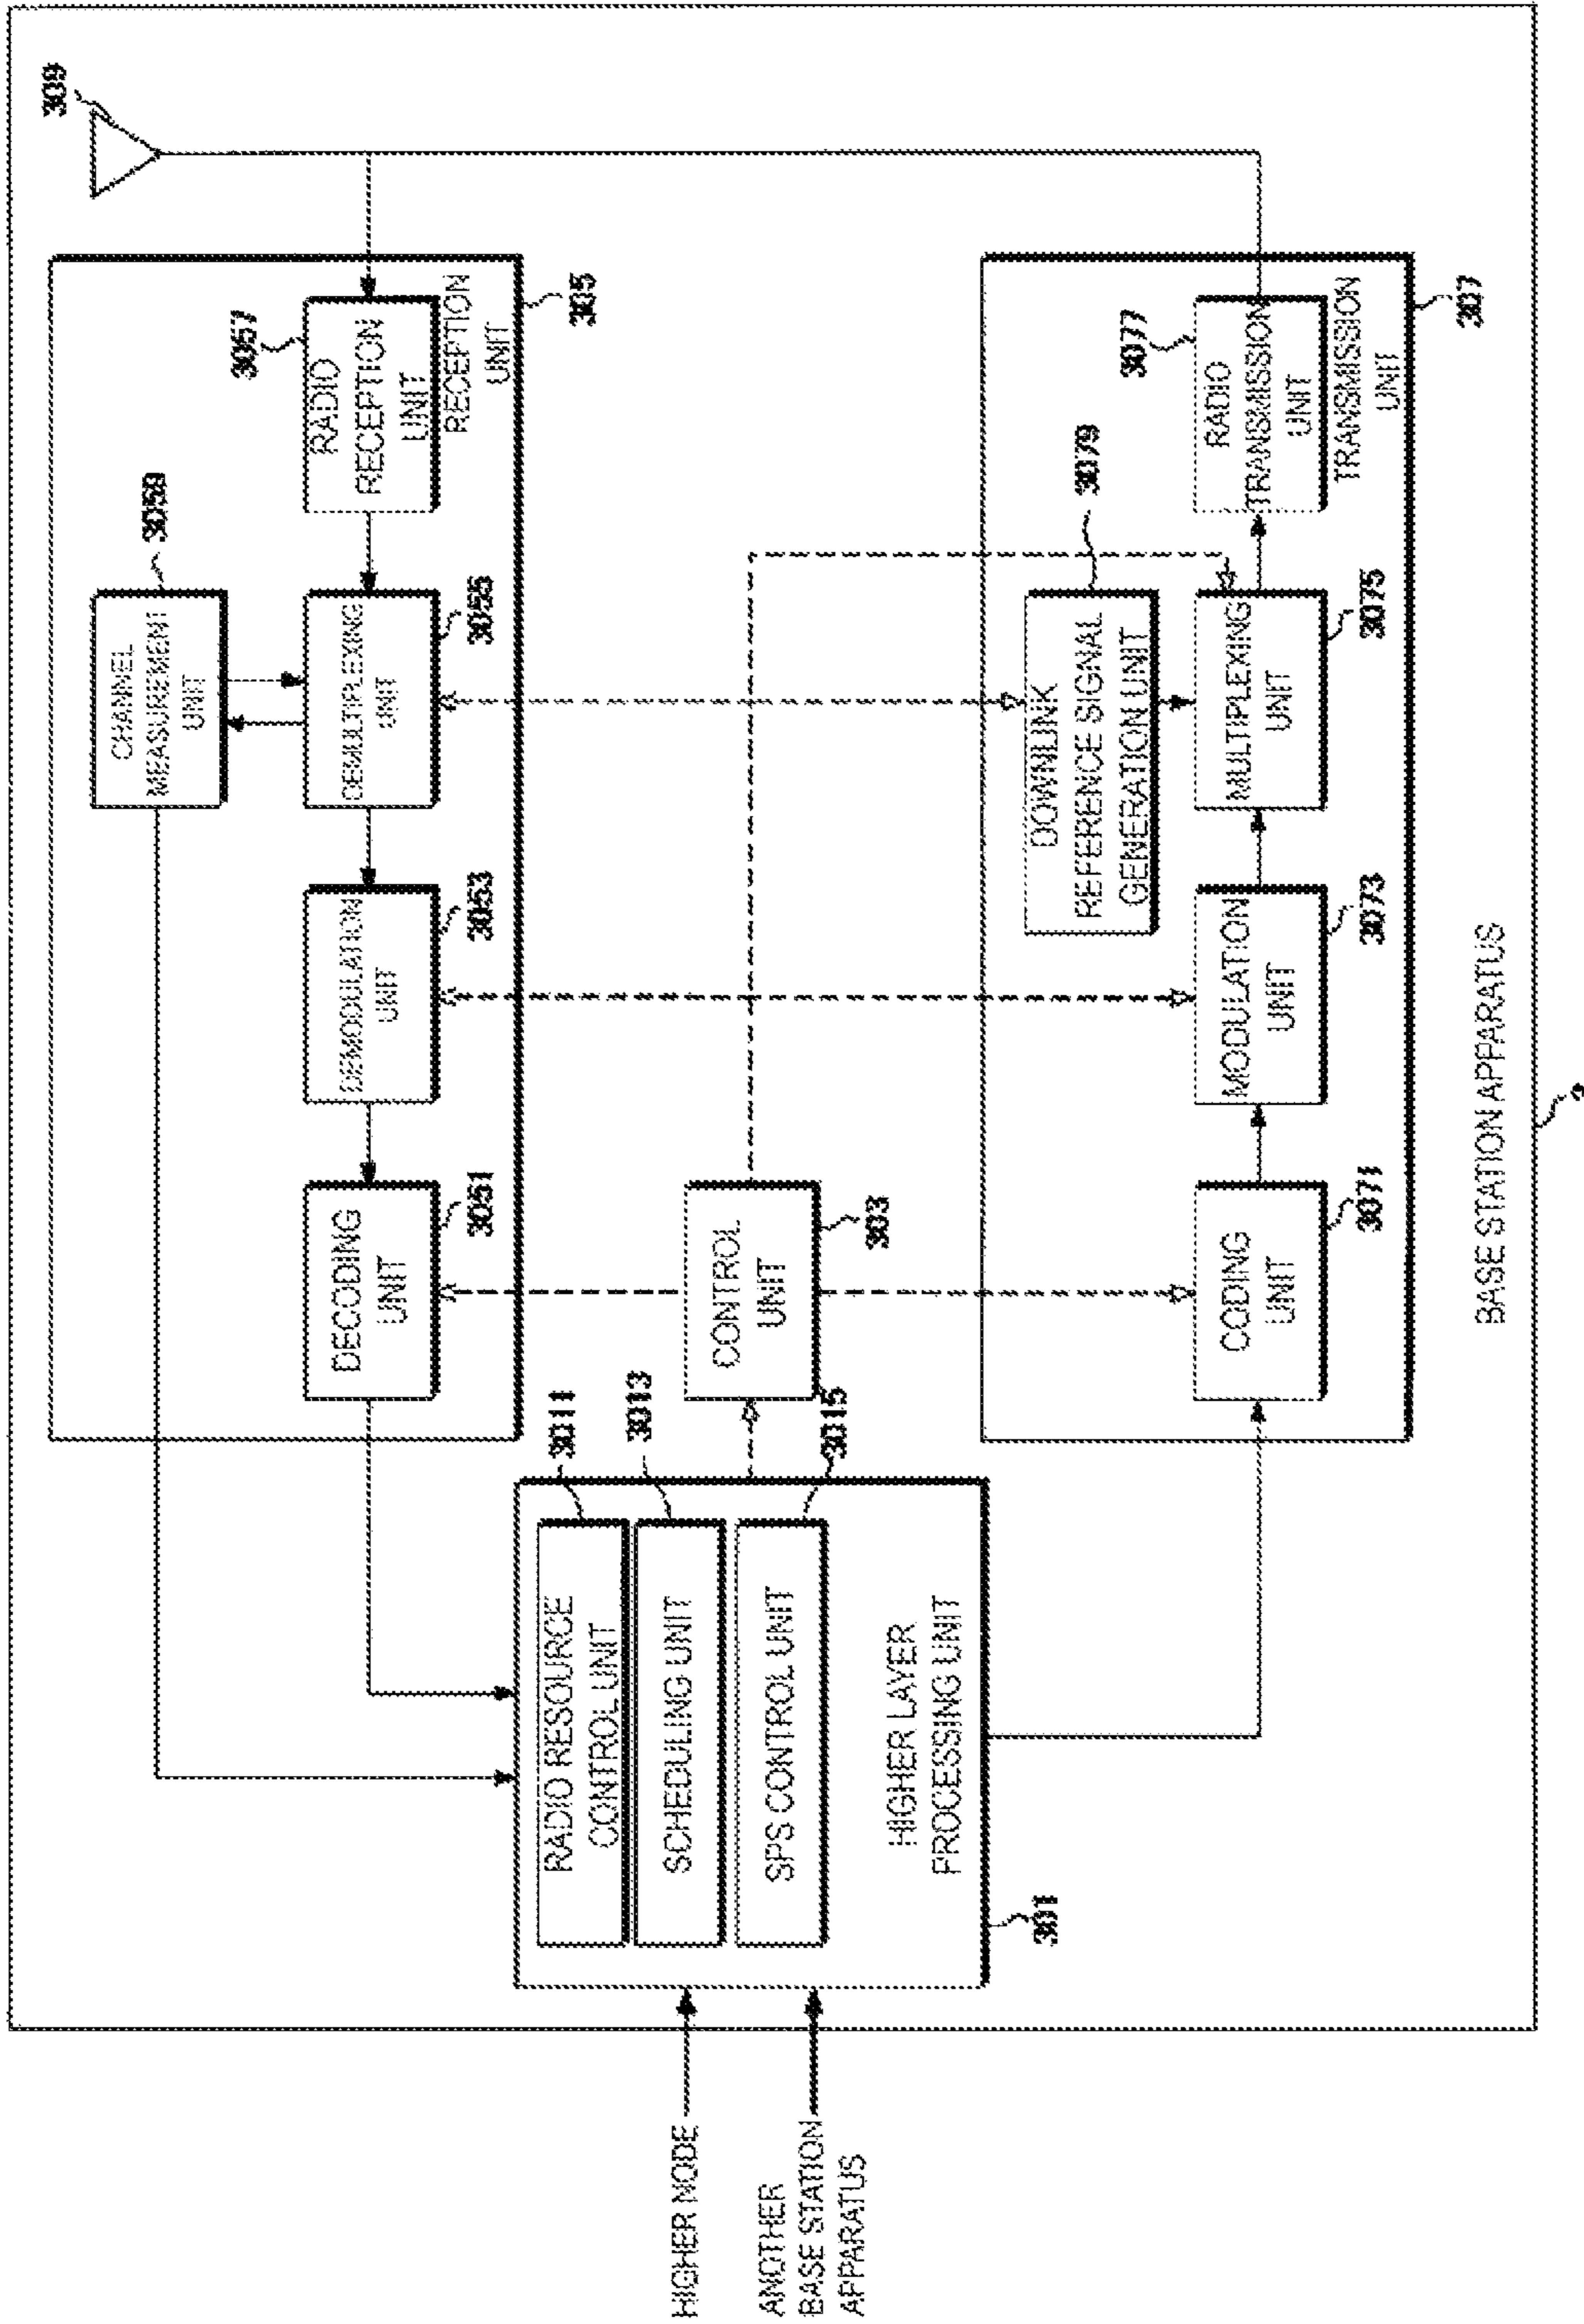 HIGHER NODE
ANOTHER
BASE STATION
APPARATUS
301
HIGHER LAYER
PROCESSING UNIT
RADIO RESOURCE
CONTROL UNIT
3011
SCHEDULING UNIT
3013
SPS CONTROL UNIT
3015
CONTROL
UNIT
303
DECODING
UNIT
3051
DEMODULATION
UNIT
3053
DEMULTIPLEXING
UNIT
3055
CHANNEL
MEASUREMENT
UNIT
3059
RADIO
RECEPTION
UNIT
3057
RECEPTION
UNIT
305
309
CODING
UNIT
3071
MODULATION
UNIT
3073
MULTIPLEXING
UNIT
3075
DOWNLINK
REFERENCE SIGNAL
GENERATION UNIT
3079
RADIO
TRANSMISSION
UNIT
3077
TRANSMISSION
UNIT
307
BASE STATION APPARATUS